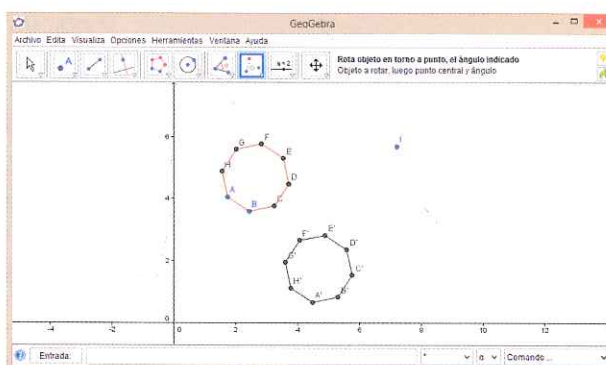 GeoGebra
Archivo Edita Visualiza Opciones Herramientas Ventana Ayuda
A
a = 2
Rota objeto en torno a punto, el ángulo indicado
Objeto a rotar, luego punto central y ángulo
6
G
F
I
E
H
D
4
A
B
C
F'
E'
D'
2
G'
C'
H'
A'
B'
0
-4
-2
0
2
4
6
8
10
12
Entrada:
α
Comando ...